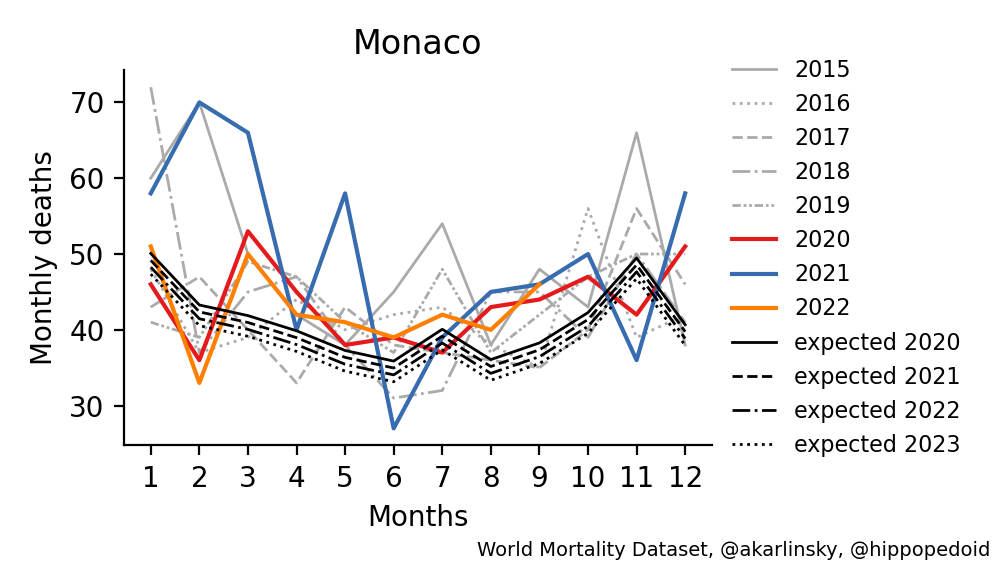 Monaco
Monthly deaths
70
60
50
40
30
1 2 3 4 5 6 7 8 9 10 11 12
Months
2015
2016
2017
2018
2019
2020
2021
2022
expected 2020
expected 2021
expected 2022
expected 2023
World Mortality Dataset, @akarlinsky, @hippopedoid